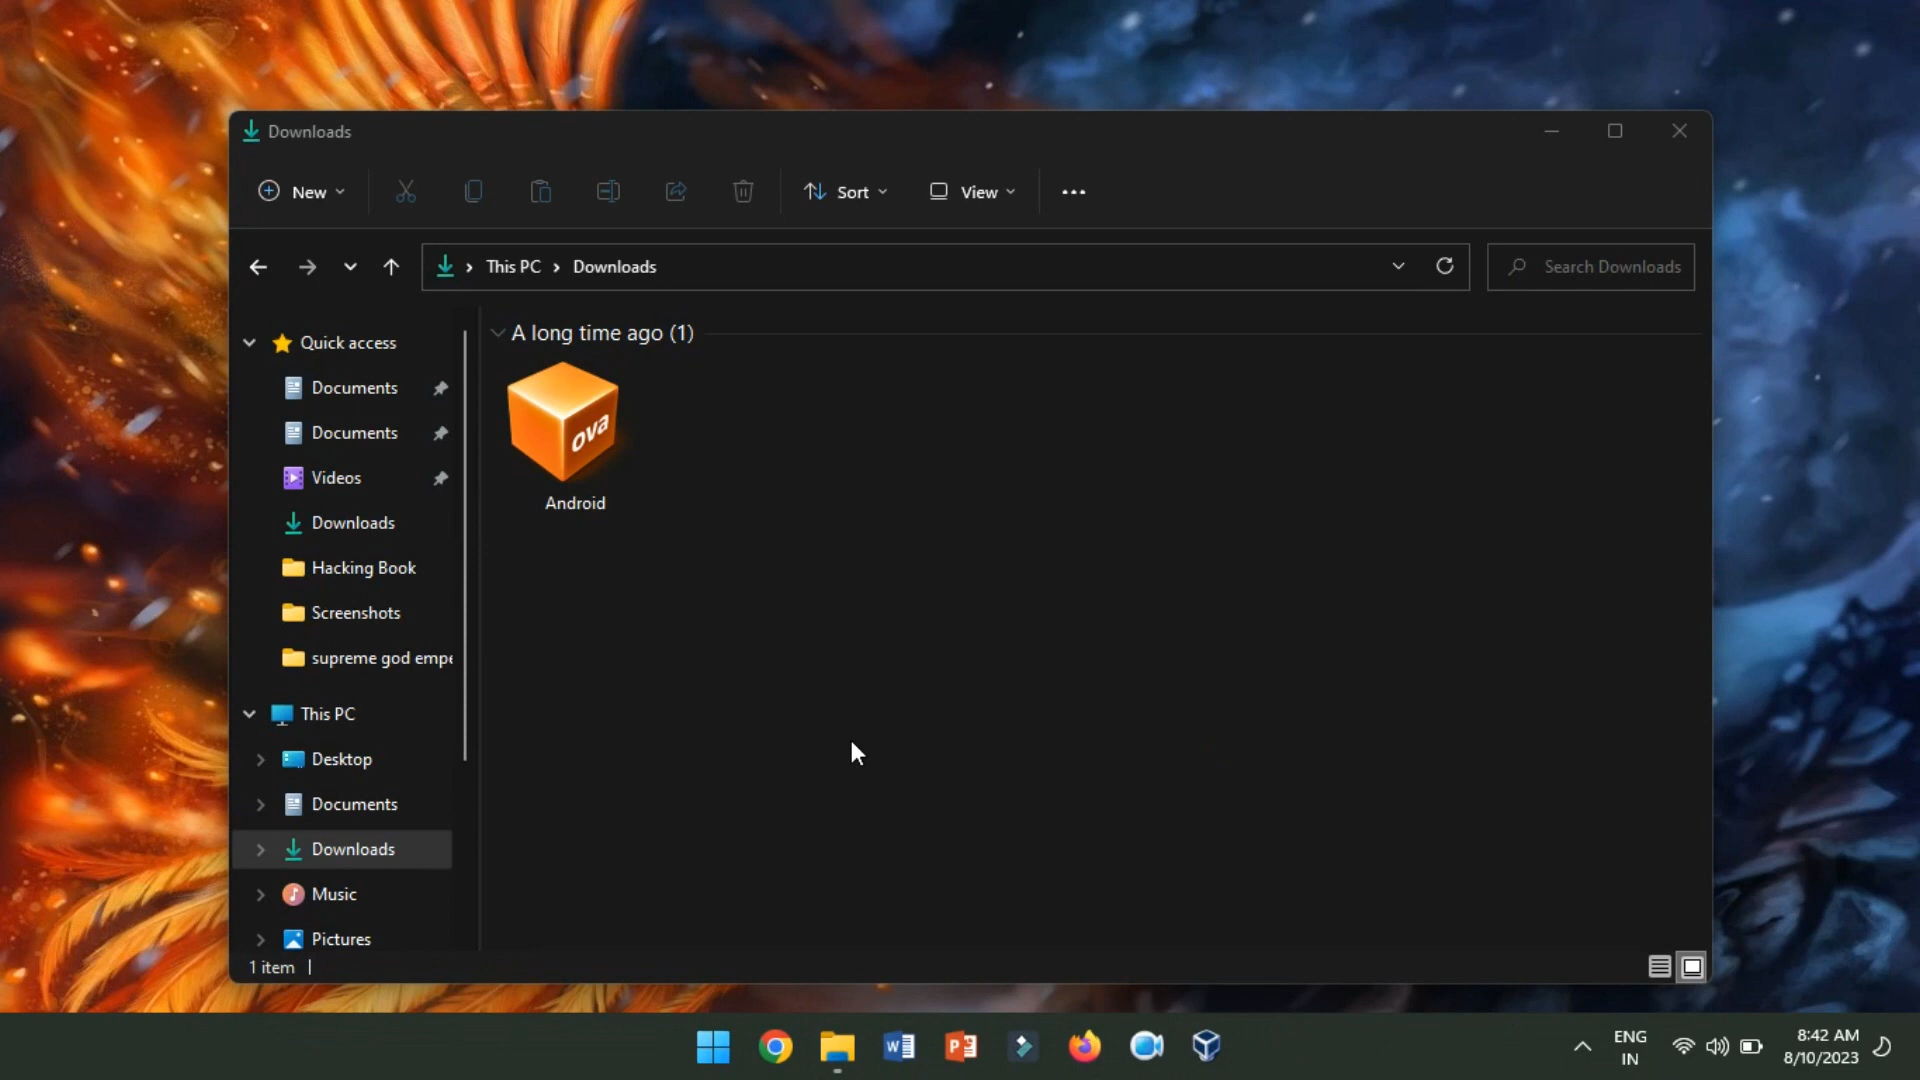 Downloads
New
Sort
View
This PC
Downloads
Search Downloads
Quick access
Documents
Documents
Videos
Downloads
Hacking Book
Screenshots
supreme god empe
This PC
Desktop
Documents
Downloads
Music
Pictures
A long time ago (1)
ova
Android
1 item
W
P
ENG
IN
8:42 AM
8/10/2023